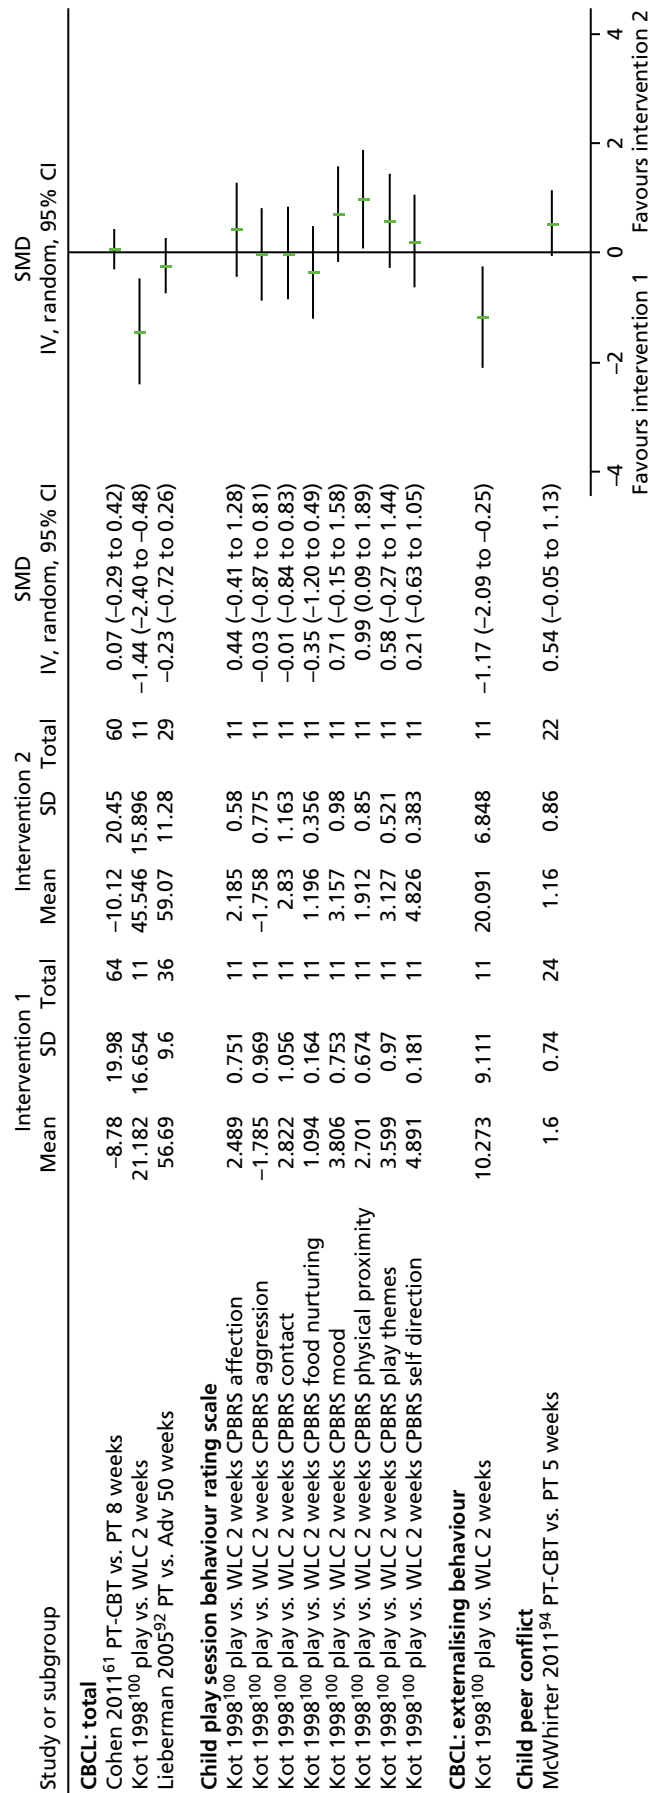 Intervention 1 Intervention 2 SMD SMD
Study or subgroup Mean SD Total Mean SD Total IV, random, 95% CI IV, random, 95% CI
CBCL: total
Cohen 2011⁶¹ PT-CBT vs. PT 8 weeks −8.78 19.98 64 −10.12 20.45 60 0.07 (−0.29 to 0.42)
Kot 1998¹⁰⁰ play vs. WLC 2 weeks 21.182 16.654 11 45.546 15.896 11 −1.44 (−2.40 to −0.48)
Lieberman 2005⁹² PT vs. Adv 50 weeks 56.69 9.6 36 59.07 11.28 29 −0.23 (−0.72 to 0.26)
Child play session behaviour rating scale
Kot 1998¹⁰⁰ play vs. WLC 2 weeks CPBRS affection 2.489 0.751 11 2.185 0.58 11 0.44 (−0.41 to 1.28)
Kot 1998¹⁰⁰ play vs. WLC 2 weeks CPBRS aggression −1.785 0.969 11 −1.758 0.775 11 −0.03 (−0.87 to 0.81)
Kot 1998¹⁰⁰ play vs. WLC 2 weeks CPBRS contact 2.822 1.056 11 2.83 1.163 11 −0.01 (−0.84 to 0.83)
Kot 1998¹⁰⁰ play vs. WLC 2 weeks CPBRS food nurturing 1.094 0.164 11 1.196 0.356 11 −0.35 (−1.20 to 0.49)
Kot 1998¹⁰⁰ play vs. WLC 2 weeks CPBRS mood 3.806 0.753 11 3.157 0.98 11 0.71 (−0.15 to 1.58)
Kot 1998¹⁰⁰ play vs. WLC 2 weeks CPBRS physical proximity 2.701 0.674 11 1.912 0.85 11 0.99 (0.09 to 1.89)
Kot 1998¹⁰⁰ play vs. WLC 2 weeks CPBRS play themes 3.599 0.97 11 3.127 0.521 11 0.58 (−0.27 to 1.44)
Kot 1998¹⁰⁰ play vs. WLC 2 weeks CPBRS self direction 4.891 0.181 11 4.826 0.383 11 0.21 (−0.63 to 1.05)
CBCL: externalising behaviour
Kot 1998¹⁰⁰ play vs. WLC 2 weeks 10.273 9.111 11 20.091 6.848 11 −1.17 (−2.09 to −0.25)
Child peer conflict
McWhirter 2011⁹⁴ PT-CBT vs. PT 5 weeks 1.6 0.74 24 1.16 0.86 22 0.54 (−0.05 to 1.13)
−4 −2 0 2 4
Favours intervention 1 Favours intervention 2